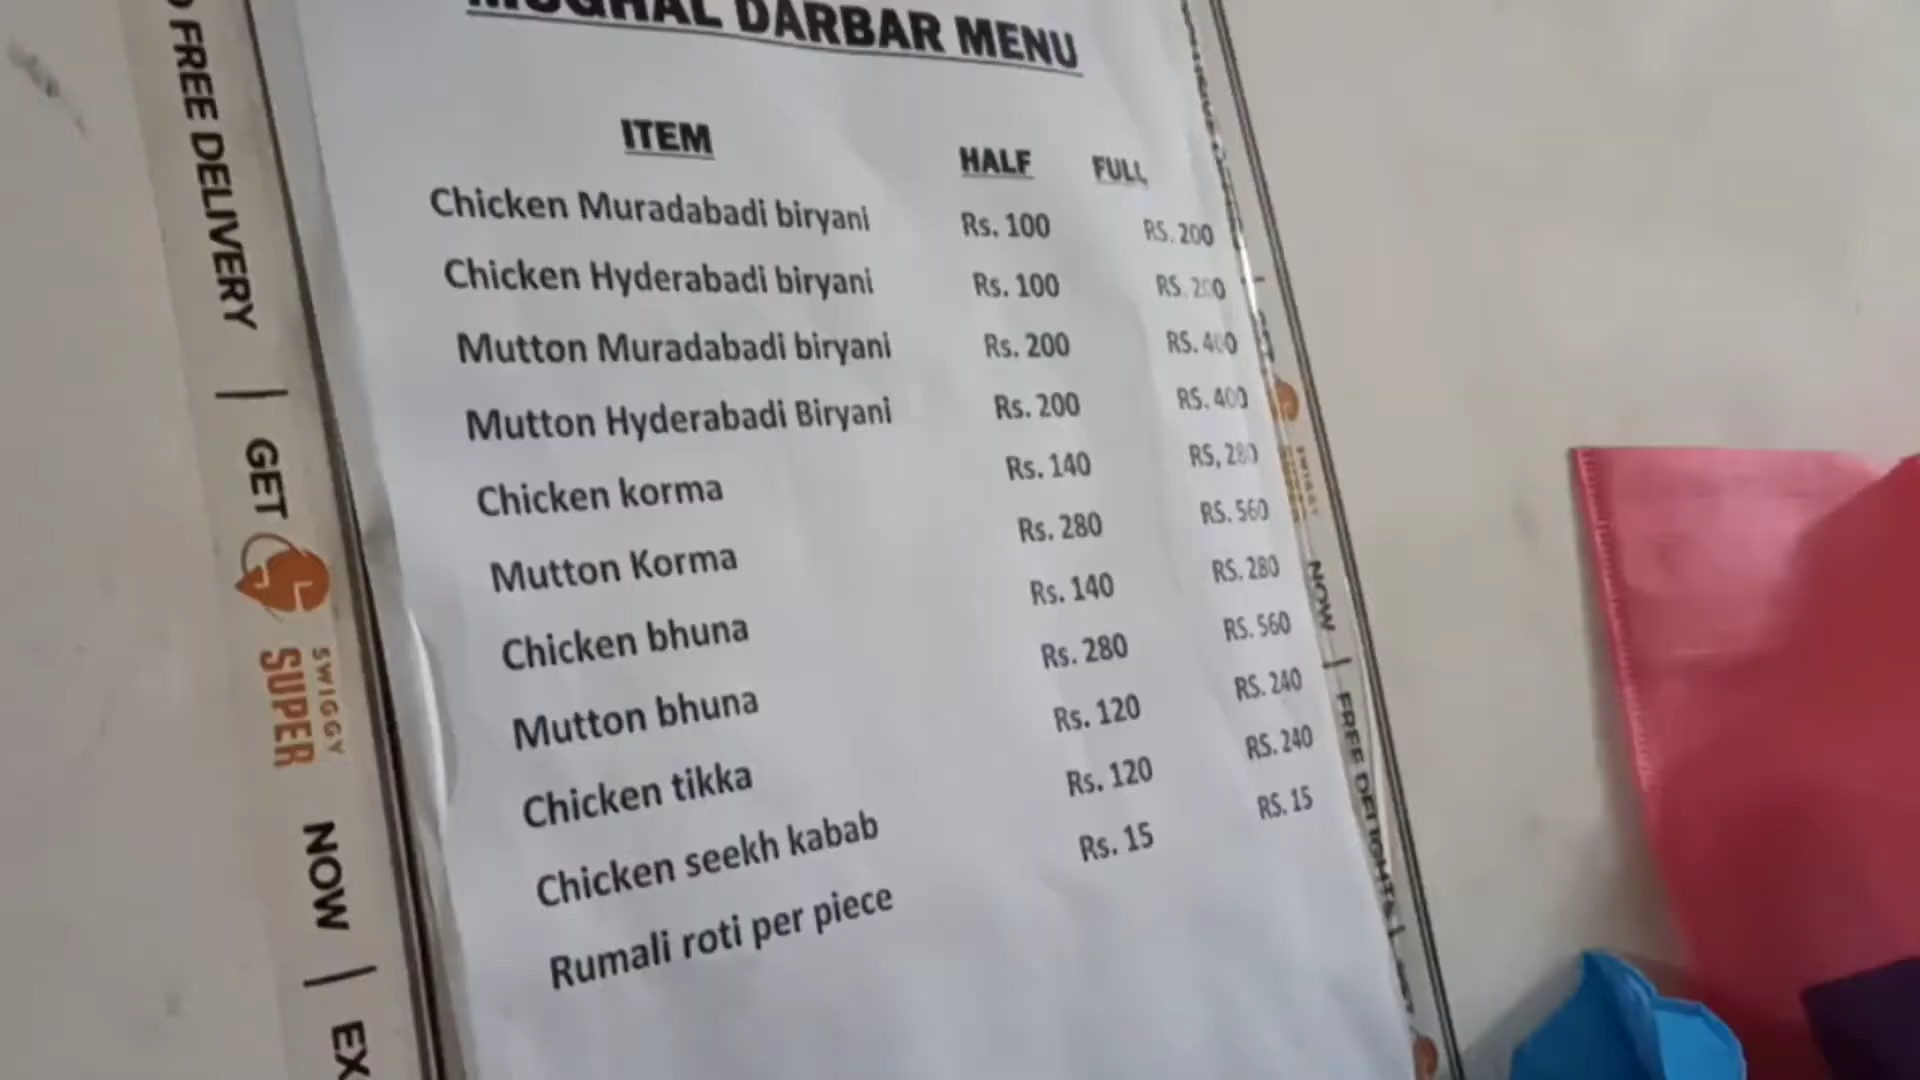 MUGHAL DARBAR MENU
ITEM HALF FULL
Chicken Muradabadi biryani Rs. 100 RS. 200
Chicken Hyderabadi biryani Rs. 100 RS. 200
Mutton Muradabadi biryani Rs. 200 RS. 400
Mutton Hyderabadi Biryani Rs. 200 RS. 400
Chicken korma Rs. 140 RS, 280
Mutton Korma Rs. 280 RS. 560
Chicken bhuna Rs. 140 RS. 280
Mutton bhuna Rs. 280 RS. 560
Chicken tikka Rs. 120 RS. 240
Chicken seekh kabab Rs. 120 RS. 240
Rumali roti per piece Rs. 15 RS. 15
FREE DELIVERY | GET SWIGGY SUPER NOW |
SWIGGY NOW | FREE